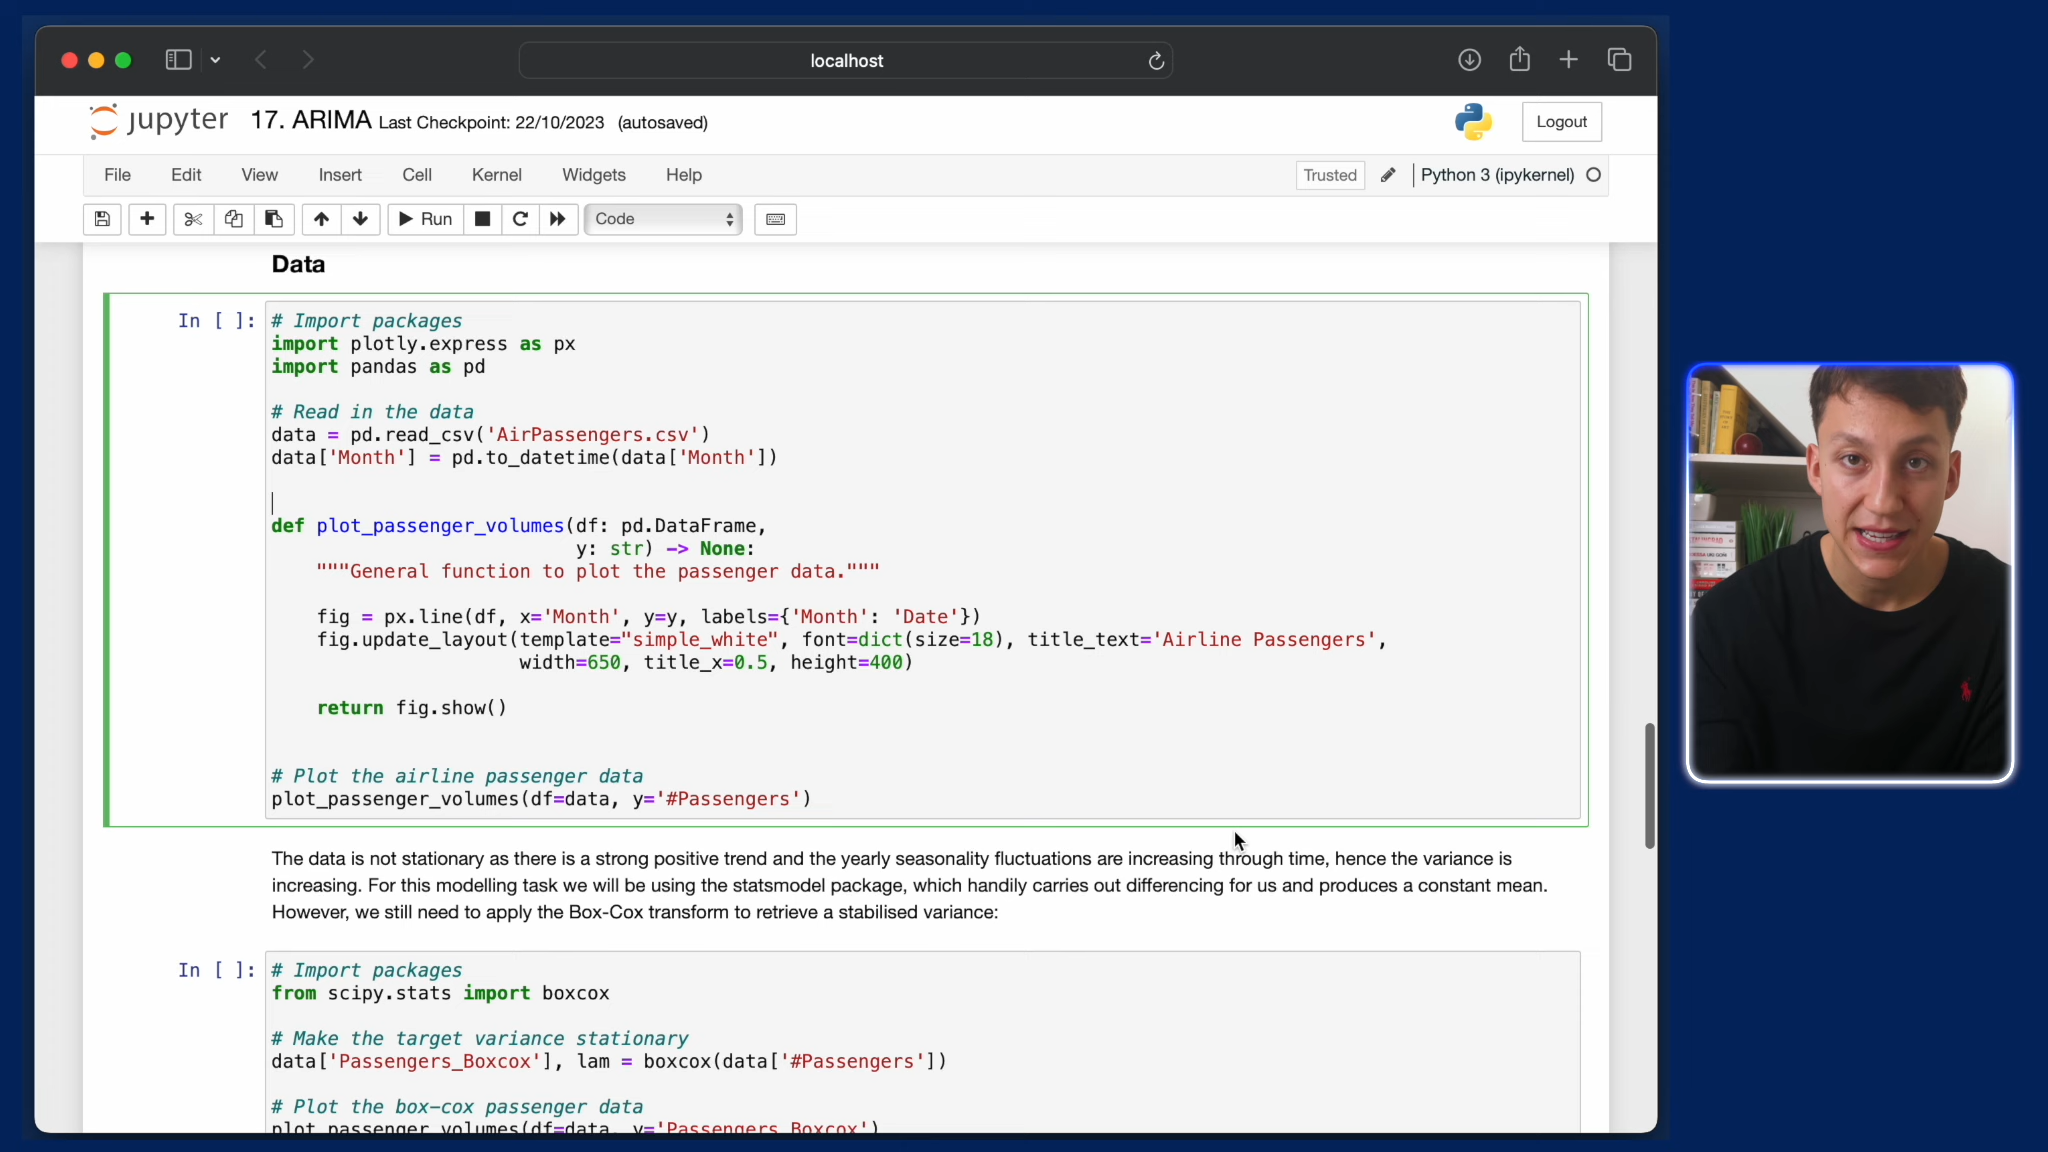 localhost
jupyter 17. ARIMA Last Checkpoint: 22/10/2023 (autosaved)
Logout
File Edit View Insert Cell Kernel Widgets Help
Trusted Python 3 (ipykernel)
Run Code
Data
In [ ]:
# Import packages
import plotly.express as px
import pandas as pd
# Read in the data
data = pd.read_csv('AirPassengers.csv')
data['Month'] = pd.to_datetime(data['Month'])
def plot_passenger_volumes(df: pd.DataFrame,
y: str) -> None:
"""General function to plot the passenger data."""
fig = px.line(df, x='Month', y=y, labels={'Month': 'Date'})
fig.update_layout(template="simple_white", font=dict(size=18), title_text='Airline Passengers',
width=650, title_x=0.5, height=400)
return fig.show()
# Plot the airline passenger data
plot_passenger_volumes(df=data, y='#Passengers')
The data is not stationary as there is a strong positive trend and the yearly seasonality fluctuations are increasing through time, hence the variance is
increasing. For this modelling task we will be using the statsmodel package, which handily carries out differencing for us and produces a constant mean.
However, we still need to apply the Box-Cox transform to retrieve a stabilised variance:
In [ ]:
# Import packages
from scipy.stats import boxcox
# Make the target variance stationary
data['Passengers_Boxcox'], lam = boxcox(data['#Passengers'])
# Plot the box-cox passenger data
plot_passenger_volumes(df=data, y='Passengers_Boxcox')